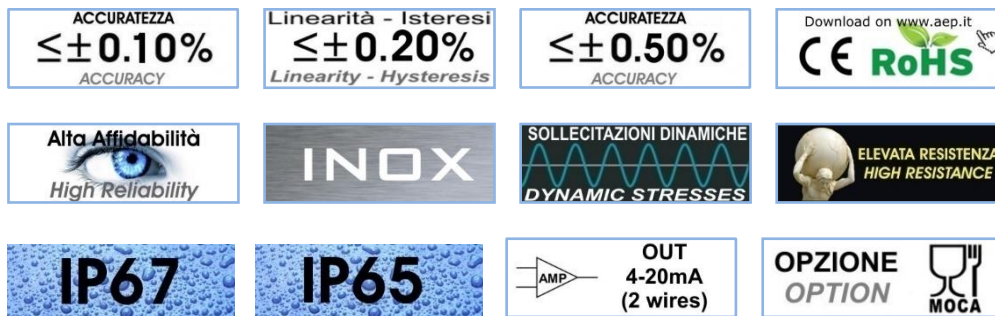 ACCURATEZZA
≤±0.10%
ACCURACY
Linearità - Isteresi
≤±0.20%
Linearity - Hysteresis
ACCURATEZZA
≤±0.50%
ACCURACY
Download on www.aep.it
CE RoHS
Alta Affidabilità
High Reliability
INOX
SOLLECITAZIONI DINAMICHE
DYNAMIC STRESSES
ELEVATA RESISTENZA
HIGH RESISTANCE
IP67
IP65
AMP
OUT
4-20mA
(2 wires)
OPZIONE
OPTION
MOCA